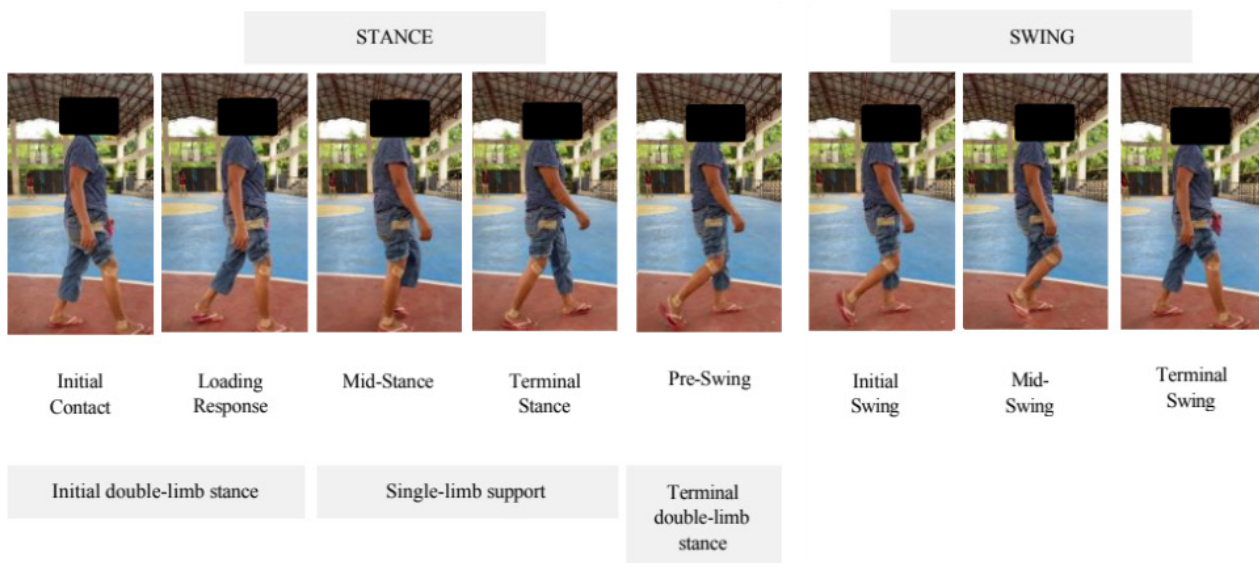 STANCE
SWING
Initial
Contact
Loading
Response
Mid-Stance
Terminal
Stance
Pre-Swing
Initial
Swing
Mid-
Swing
Terminal
Swing
Initial double-limb stance
Single-limb support
Terminal
double-limb
stance